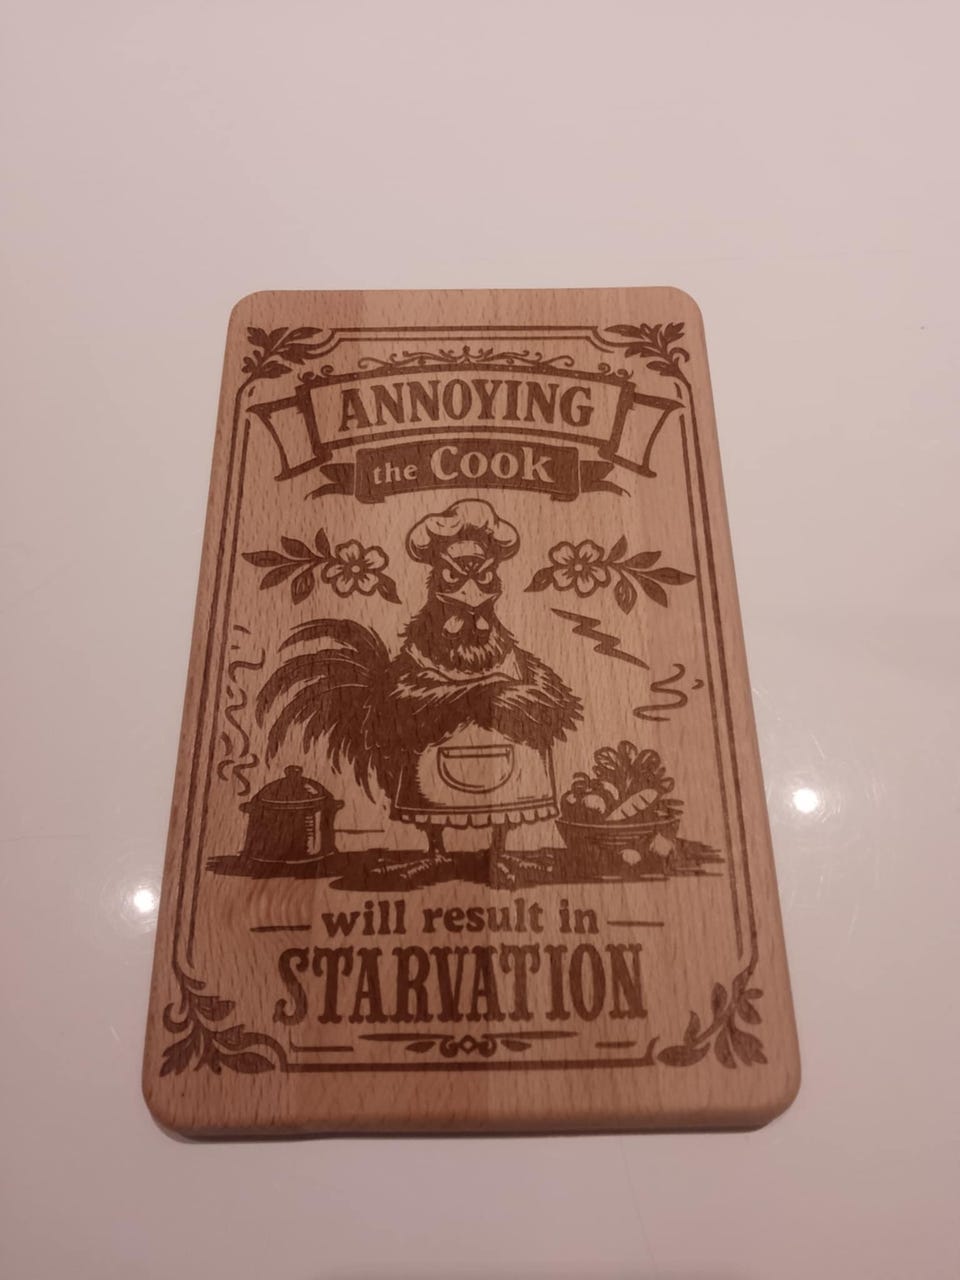 ANNOYING
the Cook
will result in
STARVATION